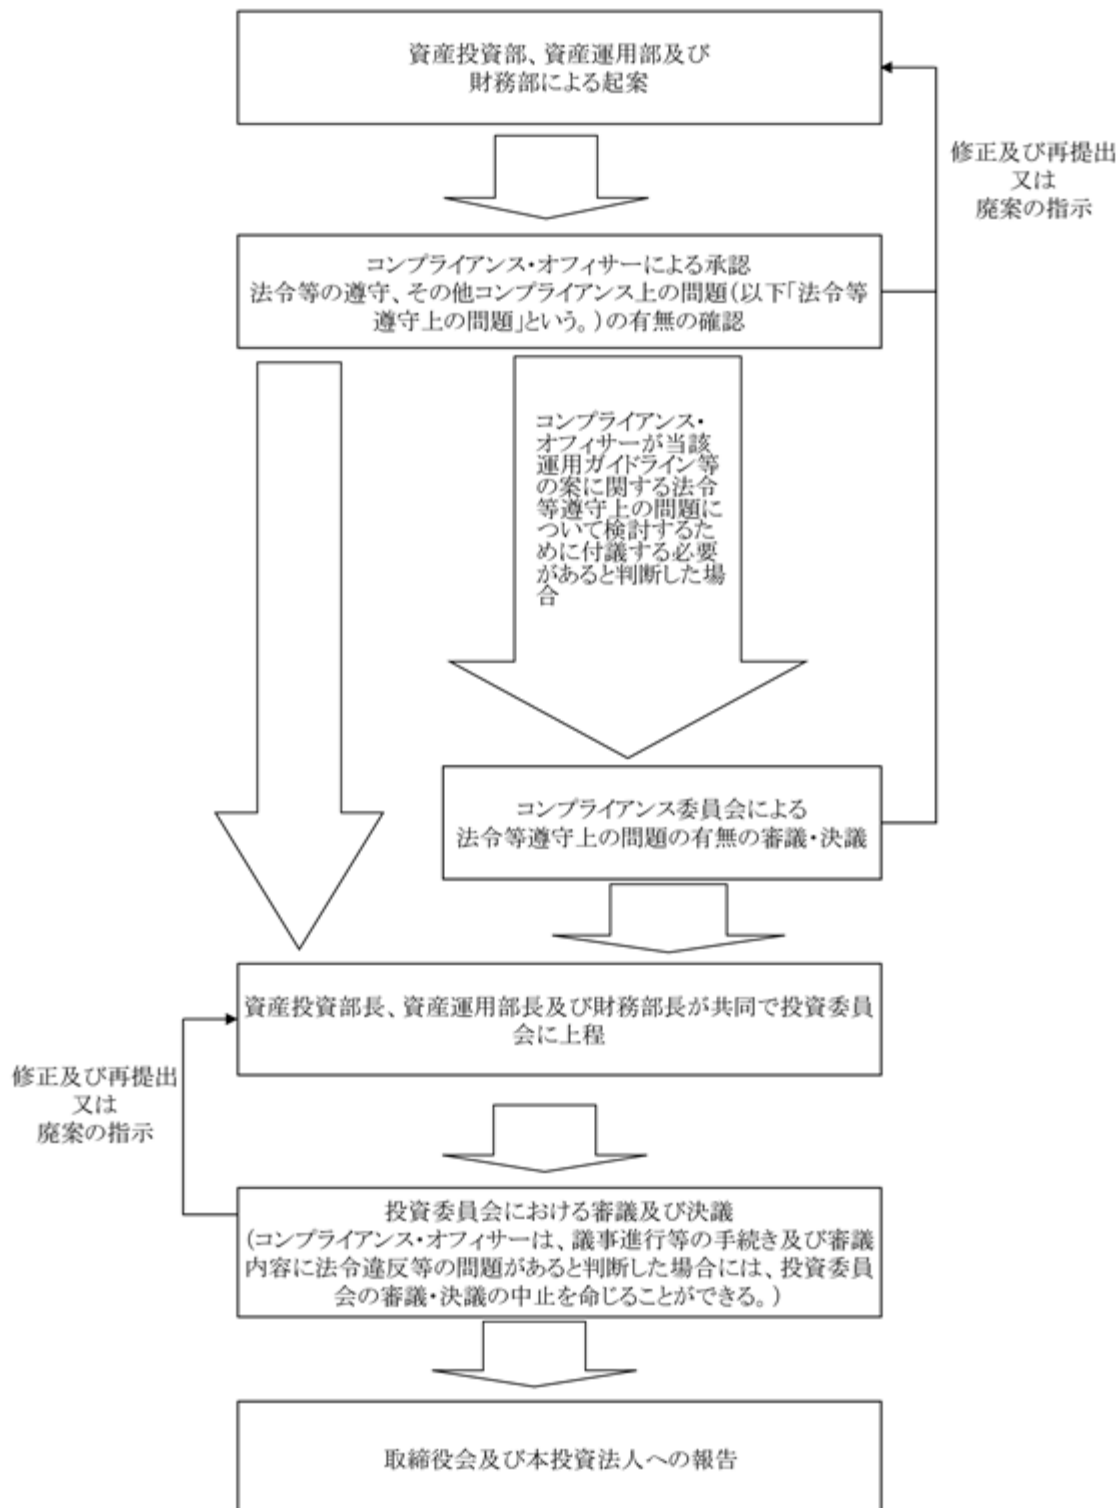 資産投資部、資産運用部及び
財務部による起案
修正及び再提出
又は
廃案の指示
コンプライアンス・オフィサーによる承認
法令等の遵守、その他コンプライアンス上の問題(以下「法令等
遵守上の問題」という。)の有無の確認
コンプライアンス・
オフィサーが当該
運用ガイドライン等
の案に関する法令
等遵守上の問題に
ついて検討するた
めに付議する必要
があると判断した場
合
コンプライアンス委員会による
法令等遵守上の問題の有無の審議・決議
資産投資部長、資産運用部長及び財務部長が共同で投資委員
会に上程
修正及び再提出
又は
廃案の指示
投資委員会における審議及び決議
(コンプライアンス・オフィサーは、議事進行等の手続き及び審議
内容に法令違反等の問題があると判断した場合には、投資委員
会の審議・決議の中止を命じることができる。)
取締役会及び本投資法人への報告